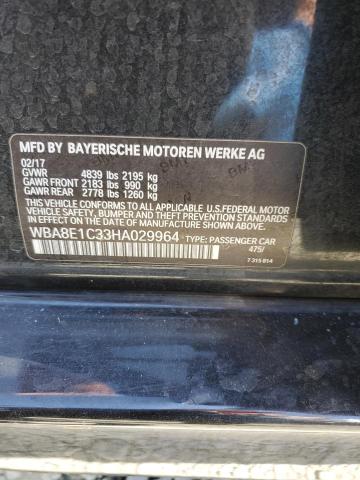 MFD BY BAYERISCHE MOTOREN WERKE AG
02/17
GVWR 4839 lbs 2195 kg
GAWR FRONT 2183 lbs 990 kg
GAWR REAR 2778 lbs 1260 kg
THIS VEHICLE CONFORMS TO ALL APPLICABLE U.S. FEDERAL MOTOR
VEHICLE SAFETY, BUMPER, AND THEFT PREVENTION STANDARDS
IN EFFECT ON THE DATE OF MANUFACTURE SHOWN ABOVE.
WBA8E1C33HA029964 TYPE: PASSENGER CAR
475/
7 315 814